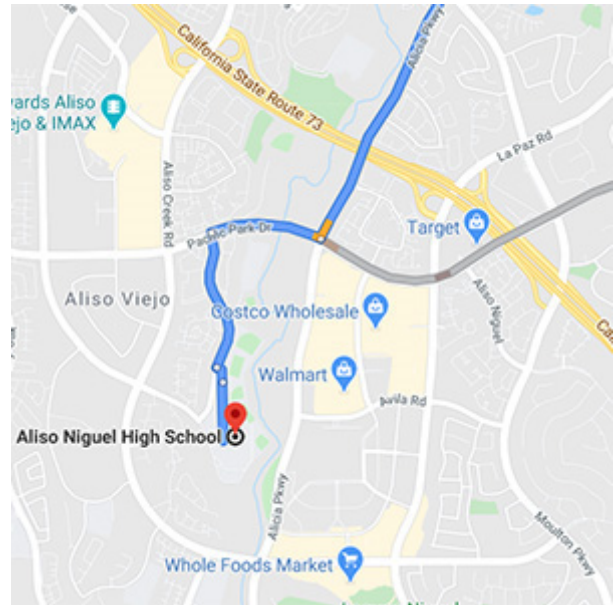 Alicia Pkwy
California State Route 73
vards Aliso
ejo & IMAX
La Paz Rd
Aliso Creek Rd
Pacific Park Dr
Target
Aliso Viejo
Aliso Niguel
Costco Wholesale
Walmart
Avila Rd
Aliso Niguel High School
Alicia Pkwy
Moulton Pkwy
Whole Foods Market